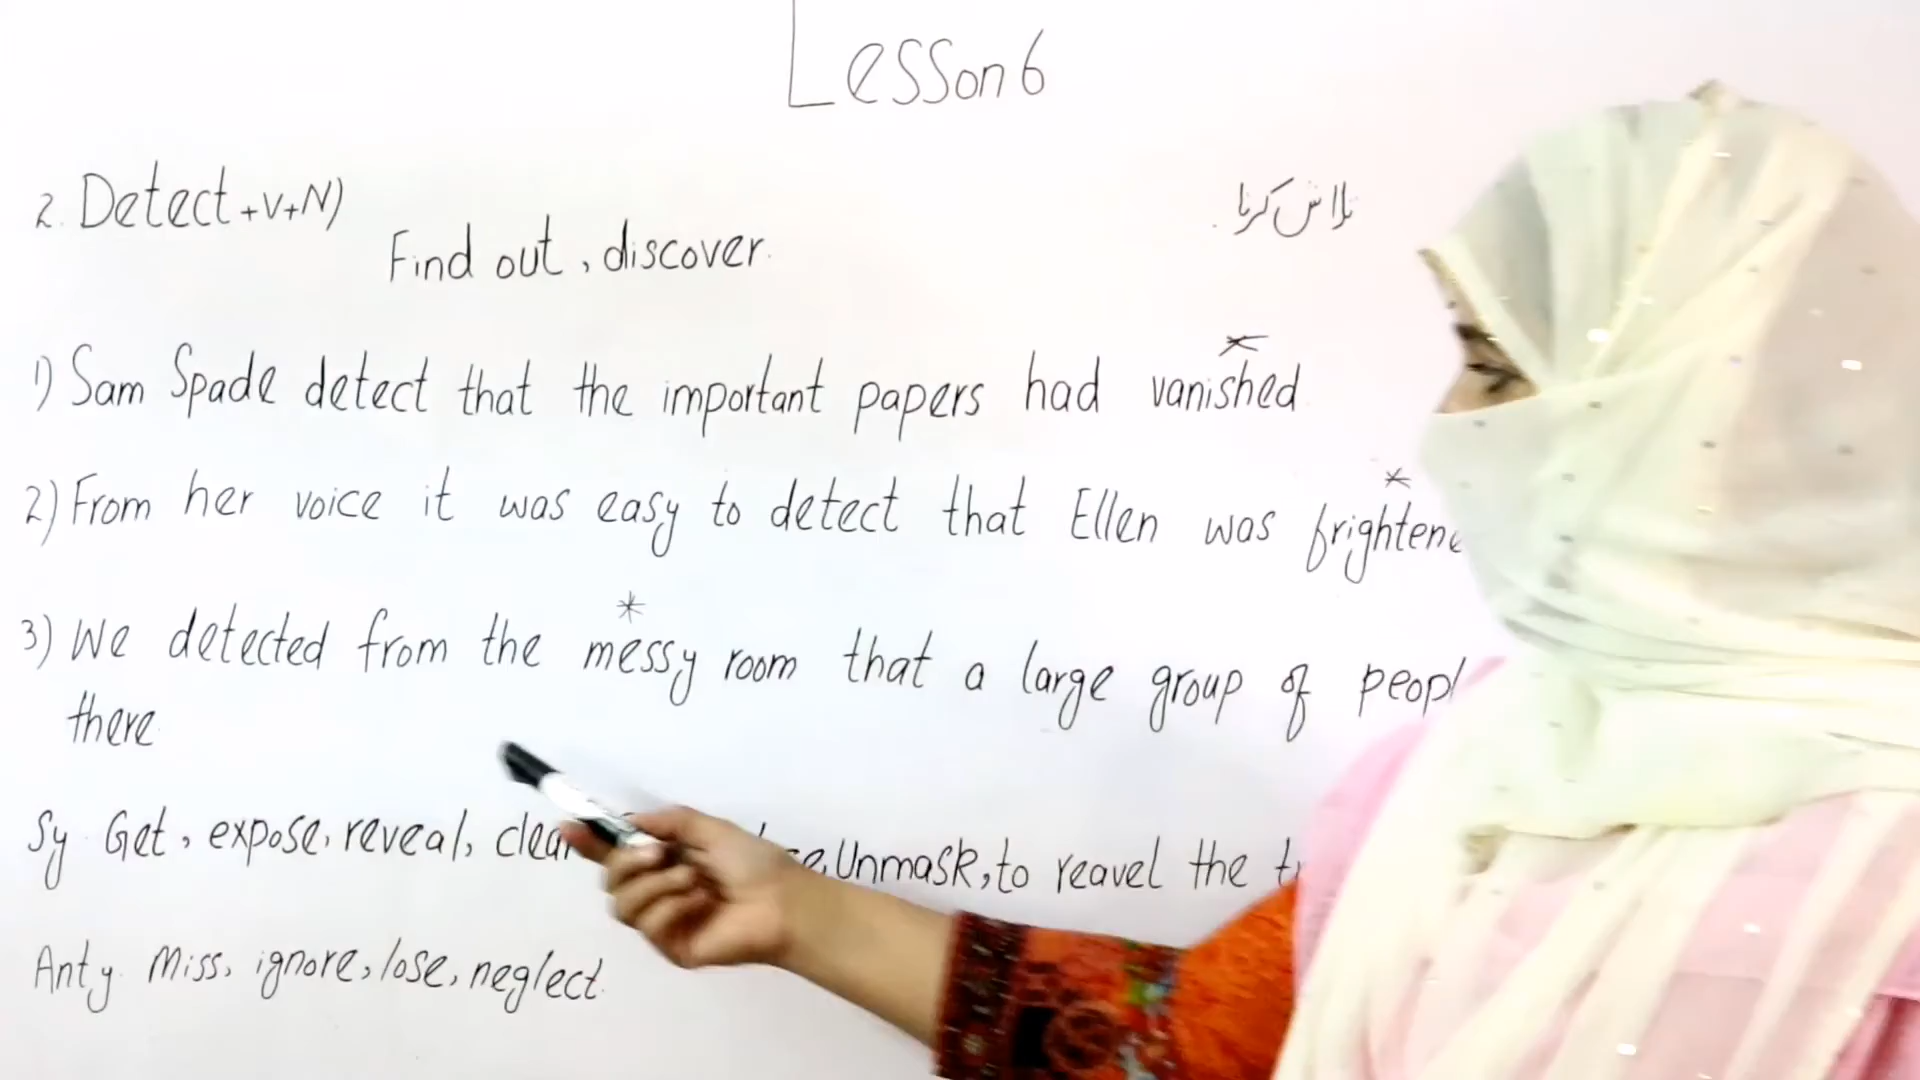 Lesson 6
2. Detect +V+N)
تلاش کرنا
Find out, discover.
1) Sam Spade detect that the important papers had vanished
2) From her voice it was easy to detect that Ellen was
3) We detected from the messy room that a large group of
there
Sy Get, expose, reveal, Unmask, to reavel the
Anty Miss, ignore, lose, neglect.